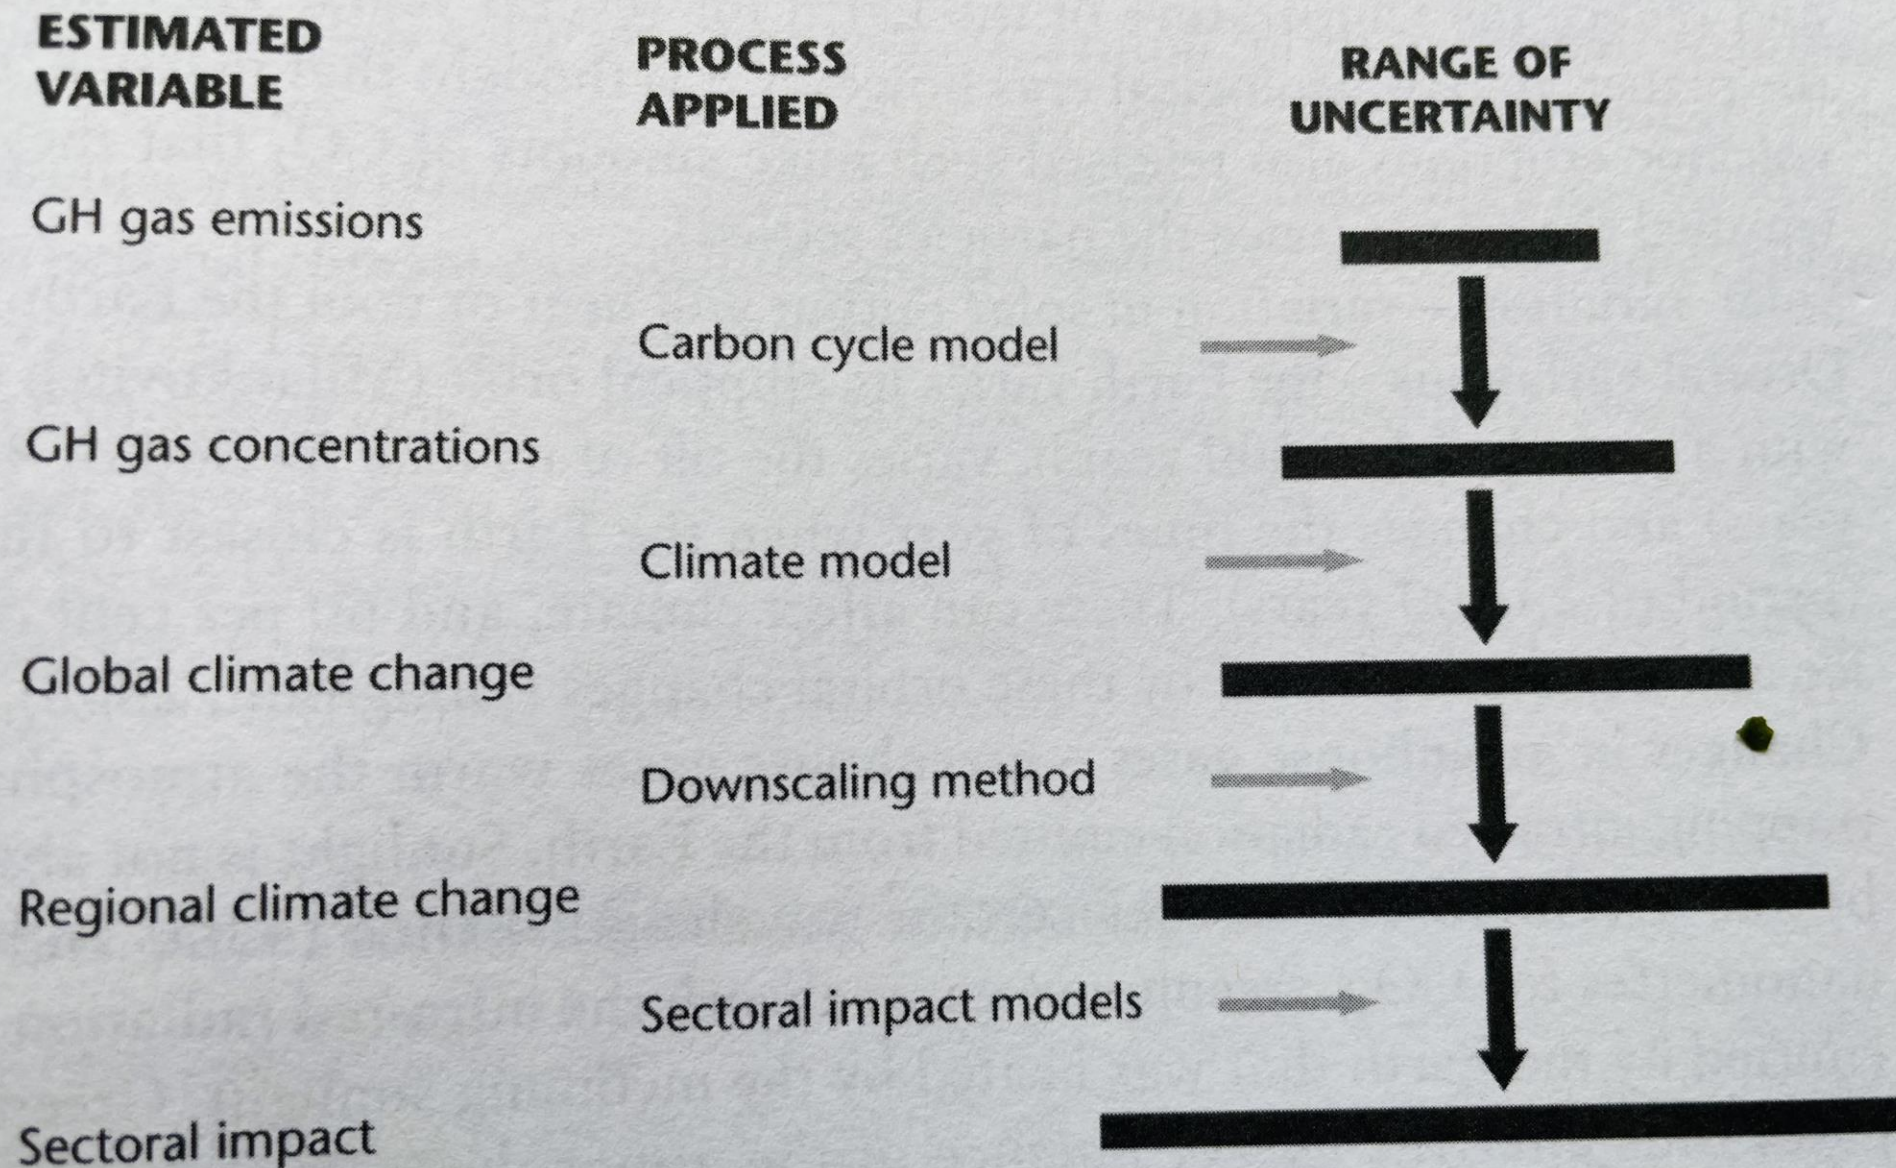 ESTIMATED
VARIABLE
PROCESS
APPLIED
RANGE OF
UNCERTAINTY
GH gas emissions
Carbon cycle model
GH gas concentrations
Climate model
Global climate change
Downscaling method
Regional climate change
Sectoral impact models
Sectoral impact